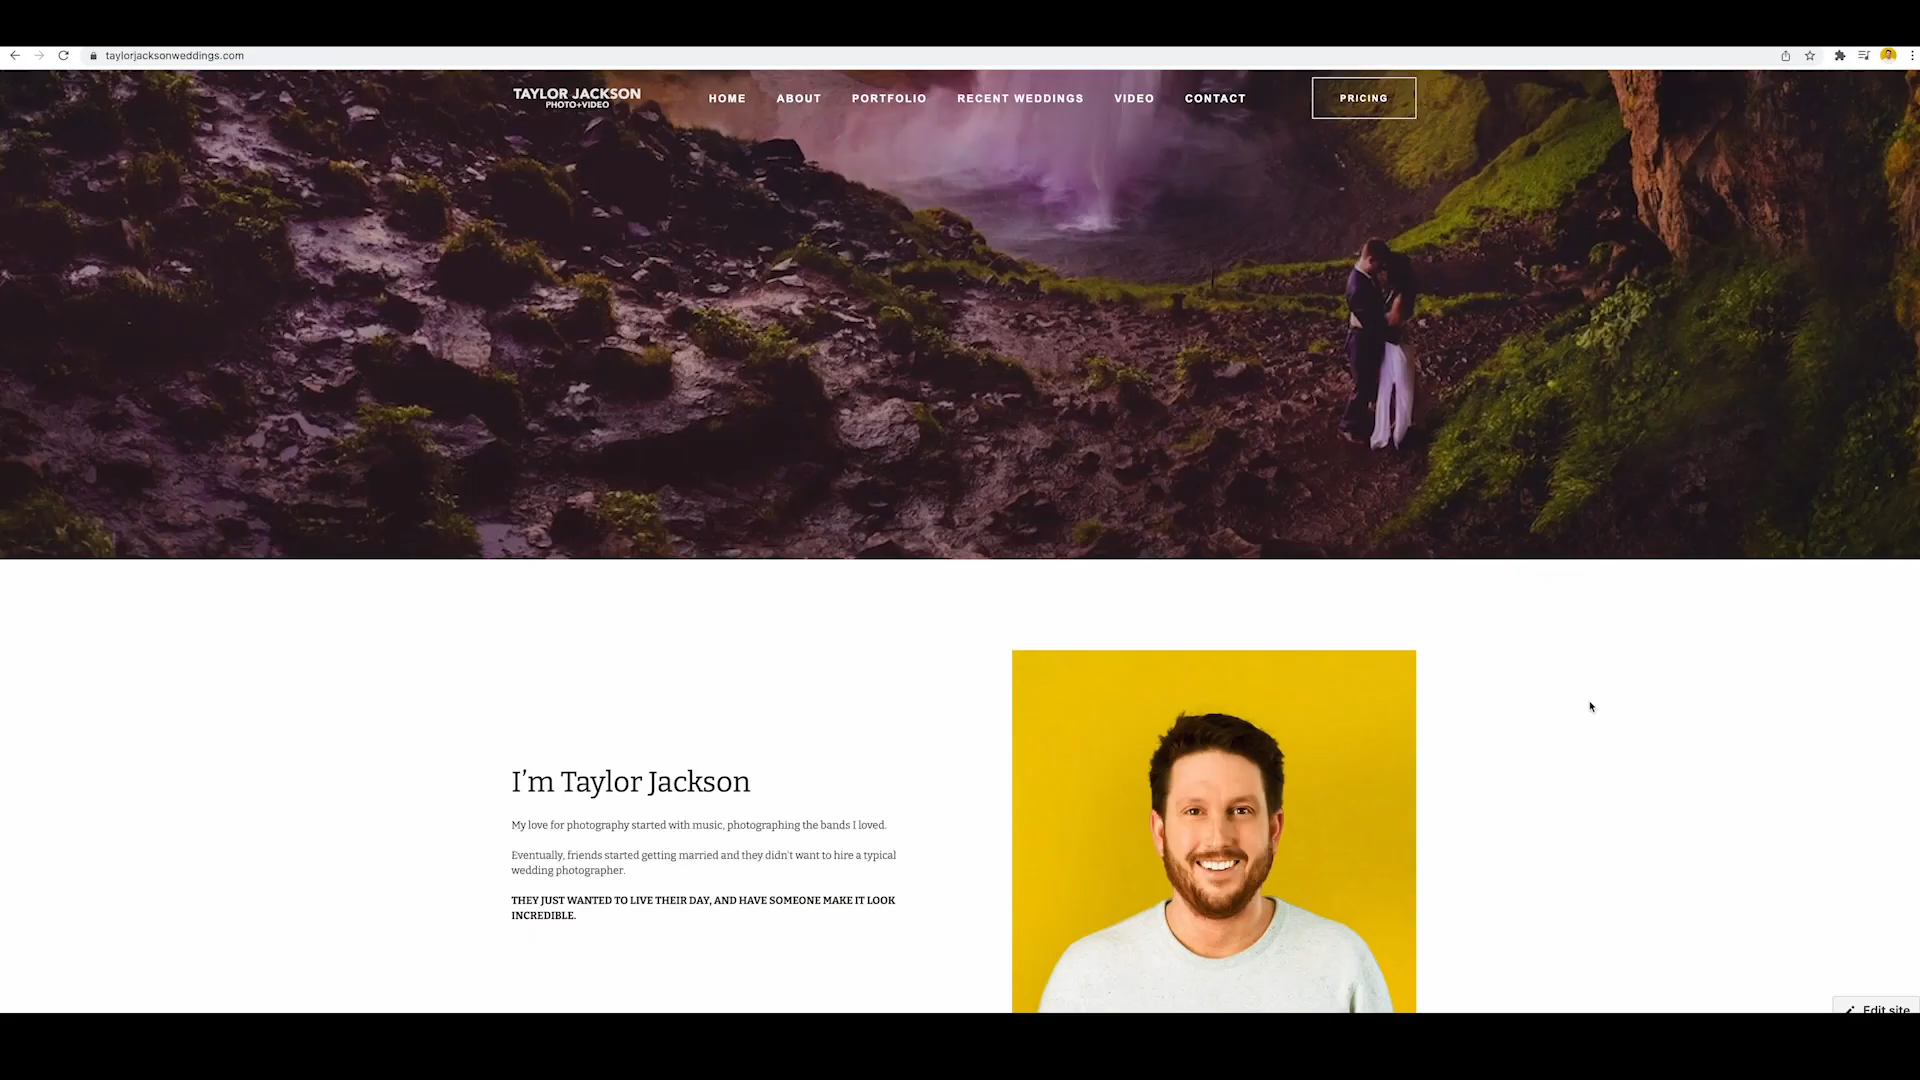 taylorjacksonweddings.com
TAYLOR JACKSON
PHOTO+VIDEO
HOME
ABOUT
PORTFOLIO
RECENT WEDDINGS
VIDEO
CONTACT
PRICING
I’m Taylor Jackson
My love for photography started with music, photographing the bands I loved.
Eventually, friends started getting married and they didn't want to hire a typical
wedding photographer.
THEY JUST WANTED TO LIVE THEIR DAY, AND HAVE SOMEONE MAKE IT LOOK
INCREDIBLE.
Edit site